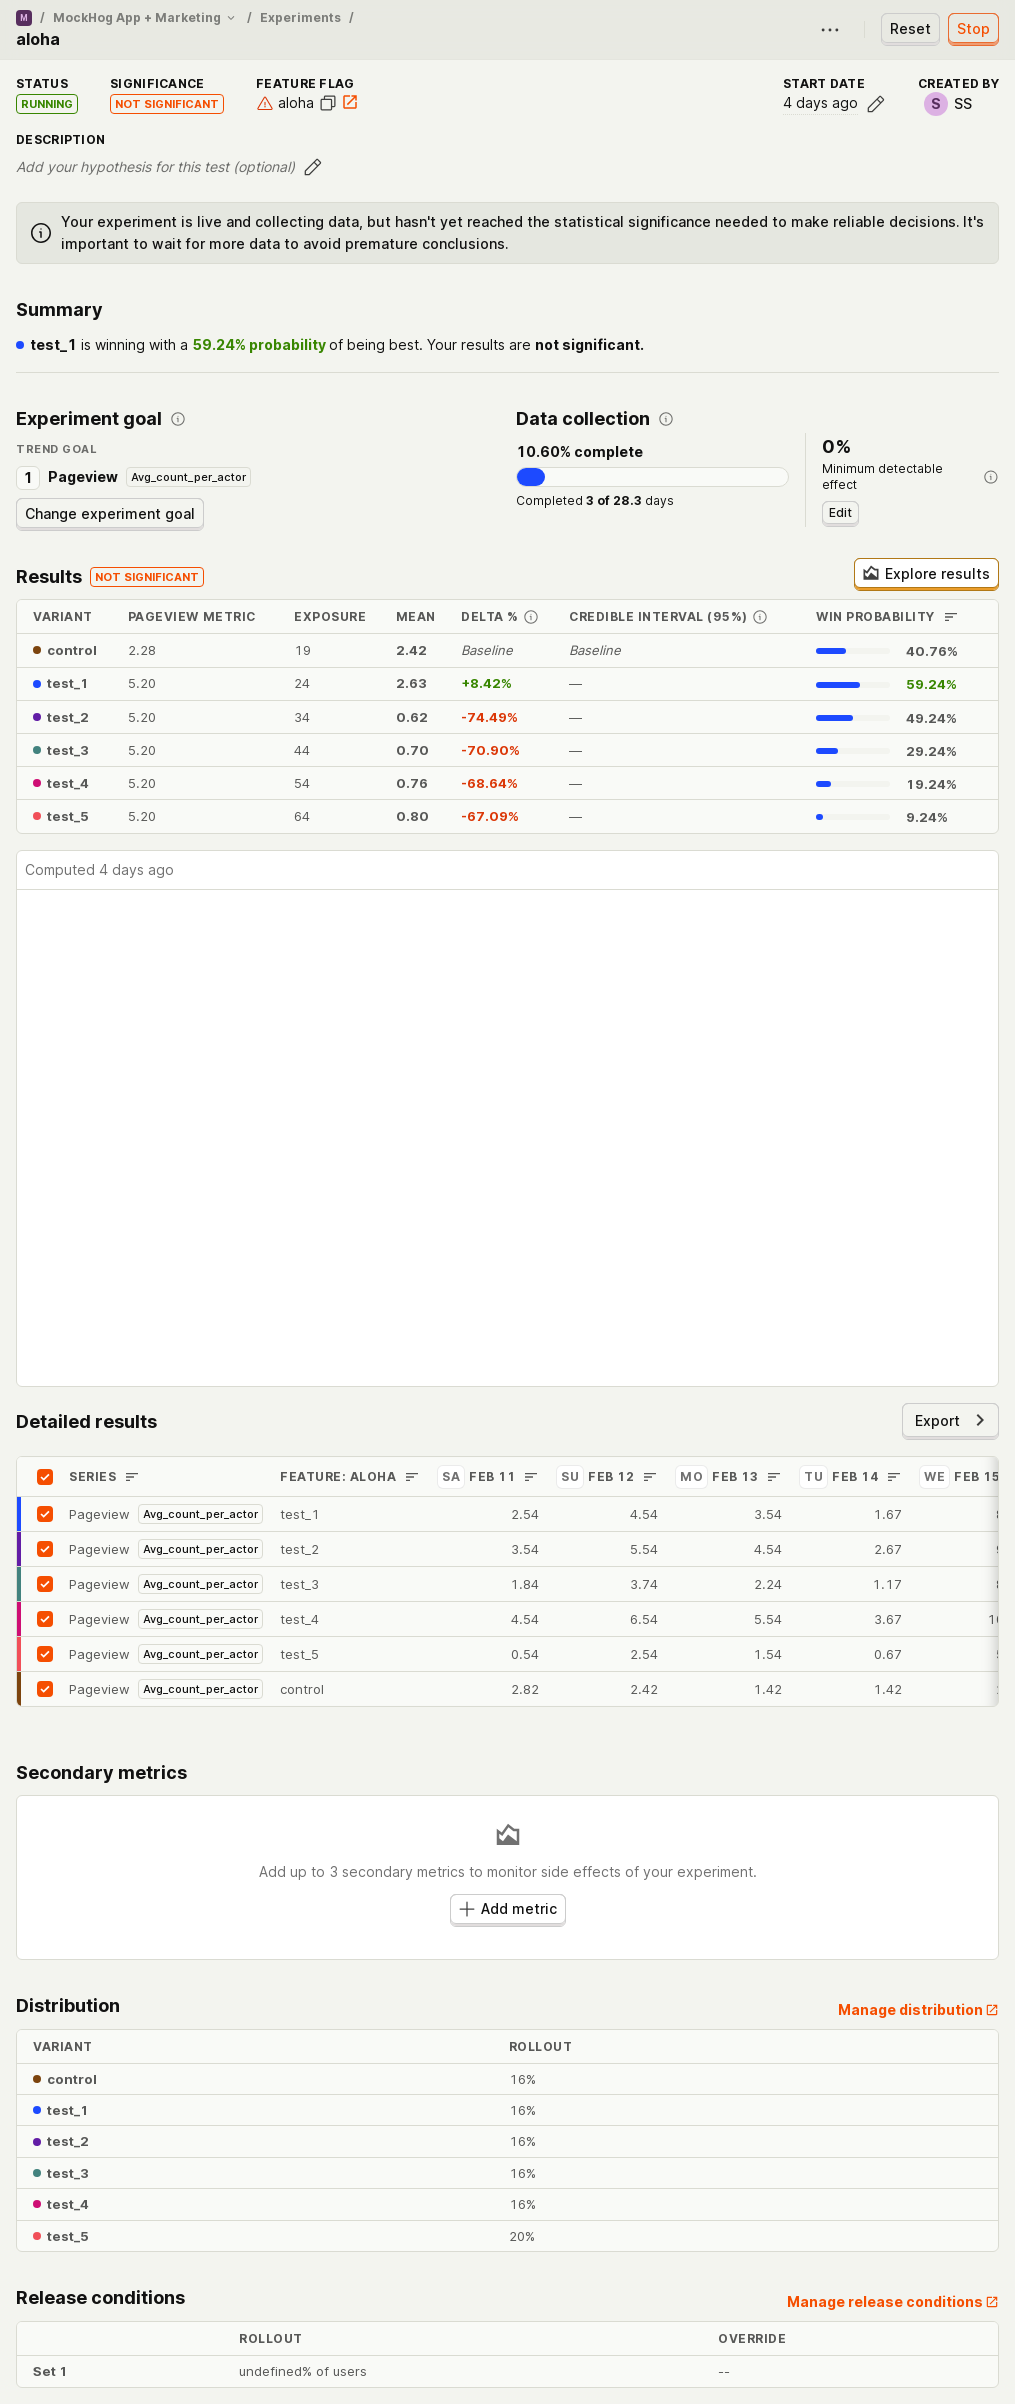 M / MockHog App + Marketing / Experiments /
aloha
Reset Stop
STATUS SIGNIFICANCE FEATURE FLAG START DATE CREATED BY
RUNNING NOT SIGNIFICANT aloha 4 days ago S SS
DESCRIPTION
Add your hypothesis for this test (optional)
Your experiment is live and collecting data, but hasn't yet reached the statistical significance needed to make reliable decisions. It's
important to wait for more data to avoid premature conclusions.
Summary
test_1 is winning with a 59.24% probability of being best. Your results are not significant.
Experiment goal
TREND GOAL
1 Pageview Avg_count_per_actor
Change experiment goal
Data collection
10.60% complete
Completed 3 of 28.3 days
0%
Minimum detectable
effect
Edit
Results NOT SIGNIFICANT
Explore results
VARIANT PAGEVIEW METRIC EXPOSURE MEAN DELTA % CREDIBLE INTERVAL (95%) WIN PROBABILITY
control 2.28 19 2.42 Baseline Baseline 40.76%
test_1 5.20 24 2.63 +8.42% — 59.24%
test_2 5.20 34 0.62 -74.49% — 49.24%
test_3 5.20 44 0.70 -70.90% — 29.24%
test_4 5.20 54 0.76 -68.64% — 19.24%
test_5 5.20 64 0.80 -67.09% — 9.24%
Computed 4 days ago
Detailed results
Export
SERIES FEATURE: ALOHA SA FEB 11 SU FEB 12 MO FEB 13 TU FEB 14 WE FEB 15
Pageview Avg_count_per_actor test_1 2.54 4.54 3.54 1.67
Pageview Avg_count_per_actor test_2 3.54 5.54 4.54 2.67
Pageview Avg_count_per_actor test_3 1.84 3.74 2.24 1.17
Pageview Avg_count_per_actor test_4 4.54 6.54 5.54 3.67
Pageview Avg_count_per_actor test_5 0.54 2.54 1.54 0.67
Pageview Avg_count_per_actor control 2.82 2.42 1.42 1.42
Secondary metrics
Add up to 3 secondary metrics to monitor side effects of your experiment.
Add metric
Distribution
Manage distribution
VARIANT ROLLOUT
control 16%
test_1 16%
test_2 16%
test_3 16%
test_4 16%
test_5 20%
Release conditions
Manage release conditions
ROLLOUT OVERRIDE
Set 1 undefined% of users --